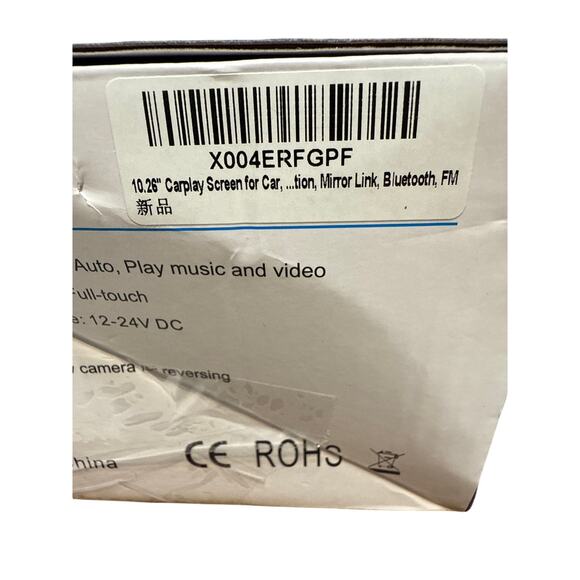 X004ERFGPF
10.26" Carplay Screen for Car, ...tion, Mirror Link, Bluetooth, FM
新品
Auto, Play music and video
Full-touch
: 12-24V DC
camera reversing
China
CE ROHS